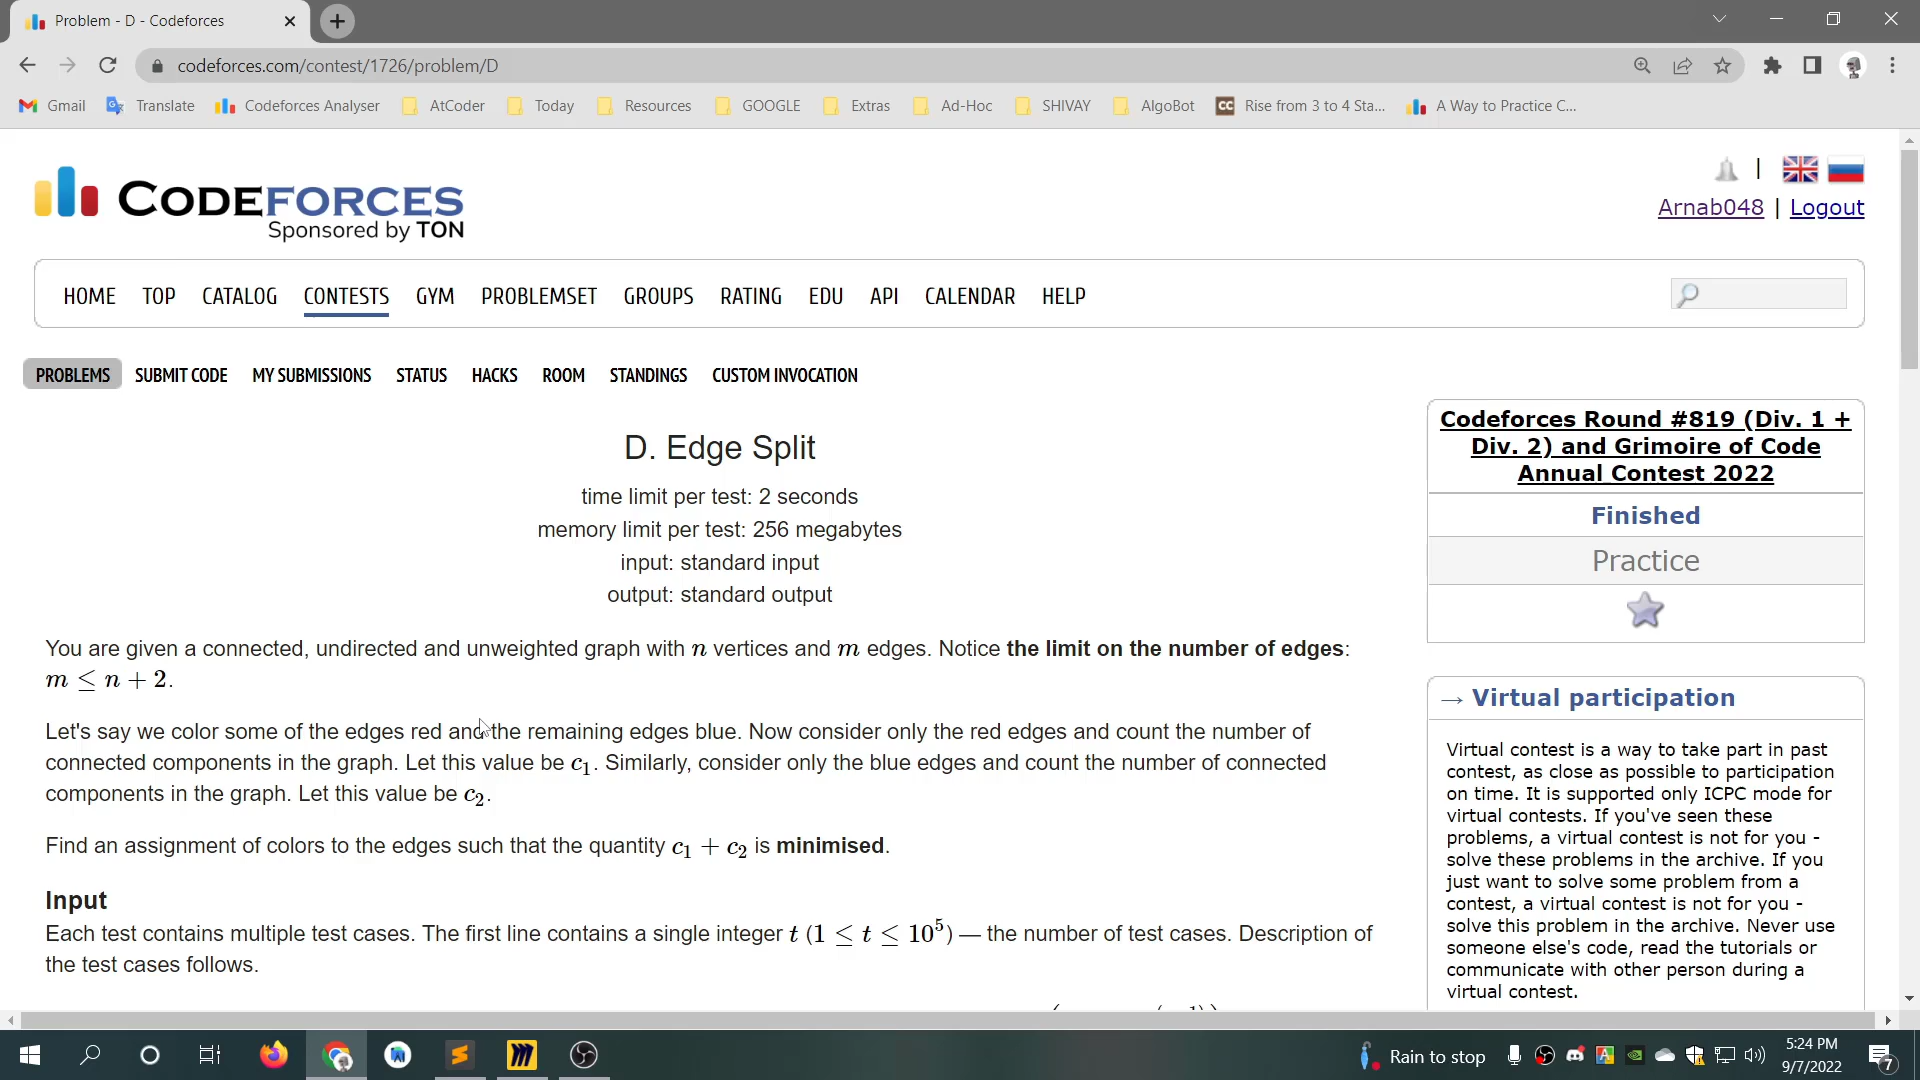 Problem - D - Codeforces
codeforces.com/contest/1726/problem/D
Gmail Translate Codeforces Analyser AtCoder Today Resources GOOGLE Extras Ad-Hoc SHIVAY AlgoBot CC Rise from 3 to 4 Sta... A Way to Practice C...
CODEFORCES
Sponsored by TON
|
Arnab048 | Logout
HOME TOP CATALOG CONTESTS GYM PROBLEMSET GROUPS RATING EDU API CALENDAR HELP
PROBLEMS SUBMIT CODE MY SUBMISSIONS STATUS HACKS ROOM STANDINGS CUSTOM INVOCATION
D. Edge Split
time limit per test: 2 seconds
memory limit per test: 256 megabytes
input: standard input
output: standard output
You are given a connected, undirected and unweighted graph with n vertices and m edges. Notice the limit on the number of edges:
m ≤ n + 2.
Let's say we color some of the edges red and the remaining edges blue. Now consider only the red edges and count the number of
connected components in the graph. Let this value be c₁. Similarly, consider only the blue edges and count the number of connected
components in the graph. Let this value be c₂.
Find an assignment of colors to the edges such that the quantity c₁ + c₂ is minimised.
Input
Each test contains multiple test cases. The first line contains a single integer t (1 ≤ t ≤ 10⁵) — the number of test cases. Description of
the test cases follows.
Codeforces Round #819 (Div. 1 +
Div. 2) and Grimoire of Code
Annual Contest 2022
Finished
Practice
→ Virtual participation
Virtual contest is a way to take part in past
contest, as close as possible to participation
on time. It is supported only ICPC mode for
virtual contests. If you've seen these
problems, a virtual contest is not for you -
solve these problems in the archive. If you
just want to solve some problem from a
contest, a virtual contest is not for you -
solve this problem in the archive. Never use
someone else's code, read the tutorials or
communicate with other person during a
virtual contest.
Rain to stop
5:24 PM
9/7/2022
7